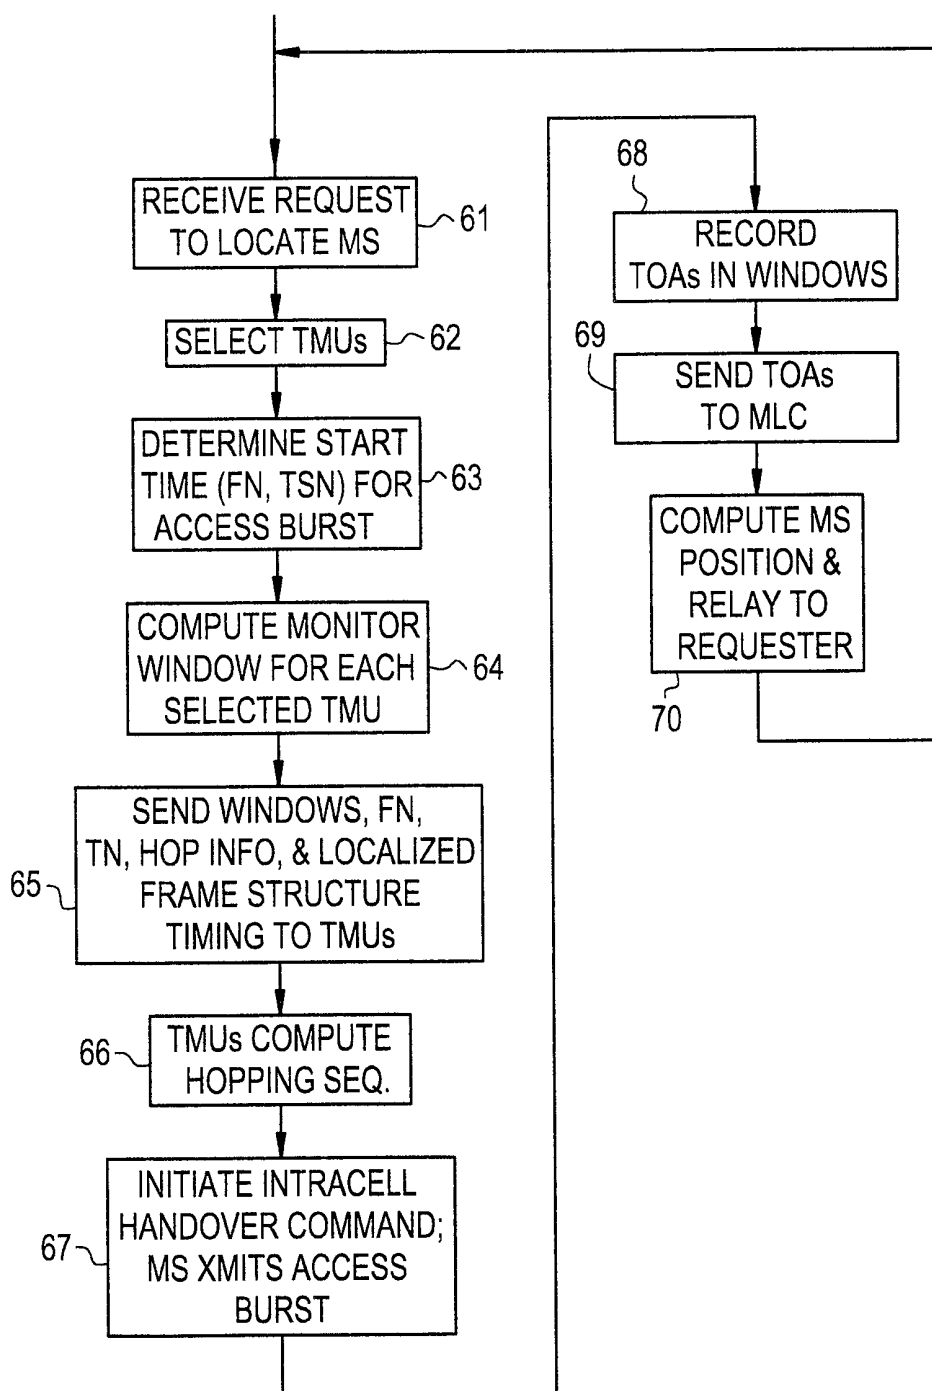 RECEIVE REQUEST
TO LOCATE MS
61
SELECT TMUs
62
DETERMINE START
TIME (FN, TSN) FOR
ACCESS BURST
63
COMPUTE MONITOR
WINDOW FOR EACH
SELECTED TMU
64
SEND WINDOWS, FN,
TN, HOP INFO, & LOCALIZED
FRAME STRUCTURE
TIMING TO TMUs
65
TMUs COMPUTE
HOPPING SEQ.
66
INITIATE INTRACELL
HANDOVER COMMAND;
MS XMITS ACCESS
BURST
67
68
RECORD
TOAs IN WINDOWS
69
SEND TOAs
TO MLC
COMPUTE MS
POSITION &
RELAY TO
REQUESTER
70